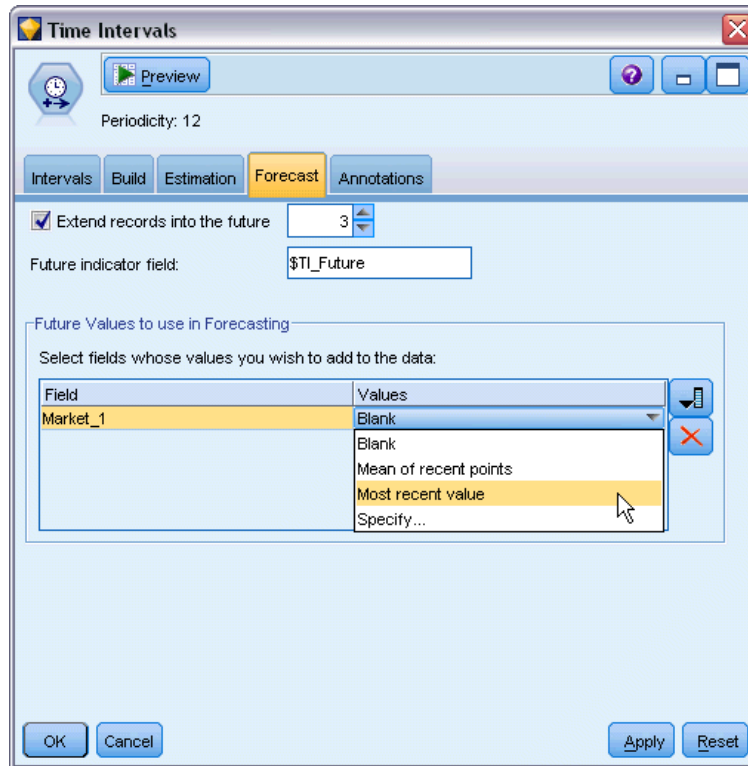 Time Intervals
Preview
Periodicity: 12
Intervals Build Estimation Forecast Annotations
Extend records into the future 3
Future indicator field: $TI_Future
Future Values to use in Forecasting
Select fields whose values you wish to add to the data:
Field Values
Market_1 Blank
Blank
Mean of recent points
Most recent value
Specify...
OK Cancel Apply Reset